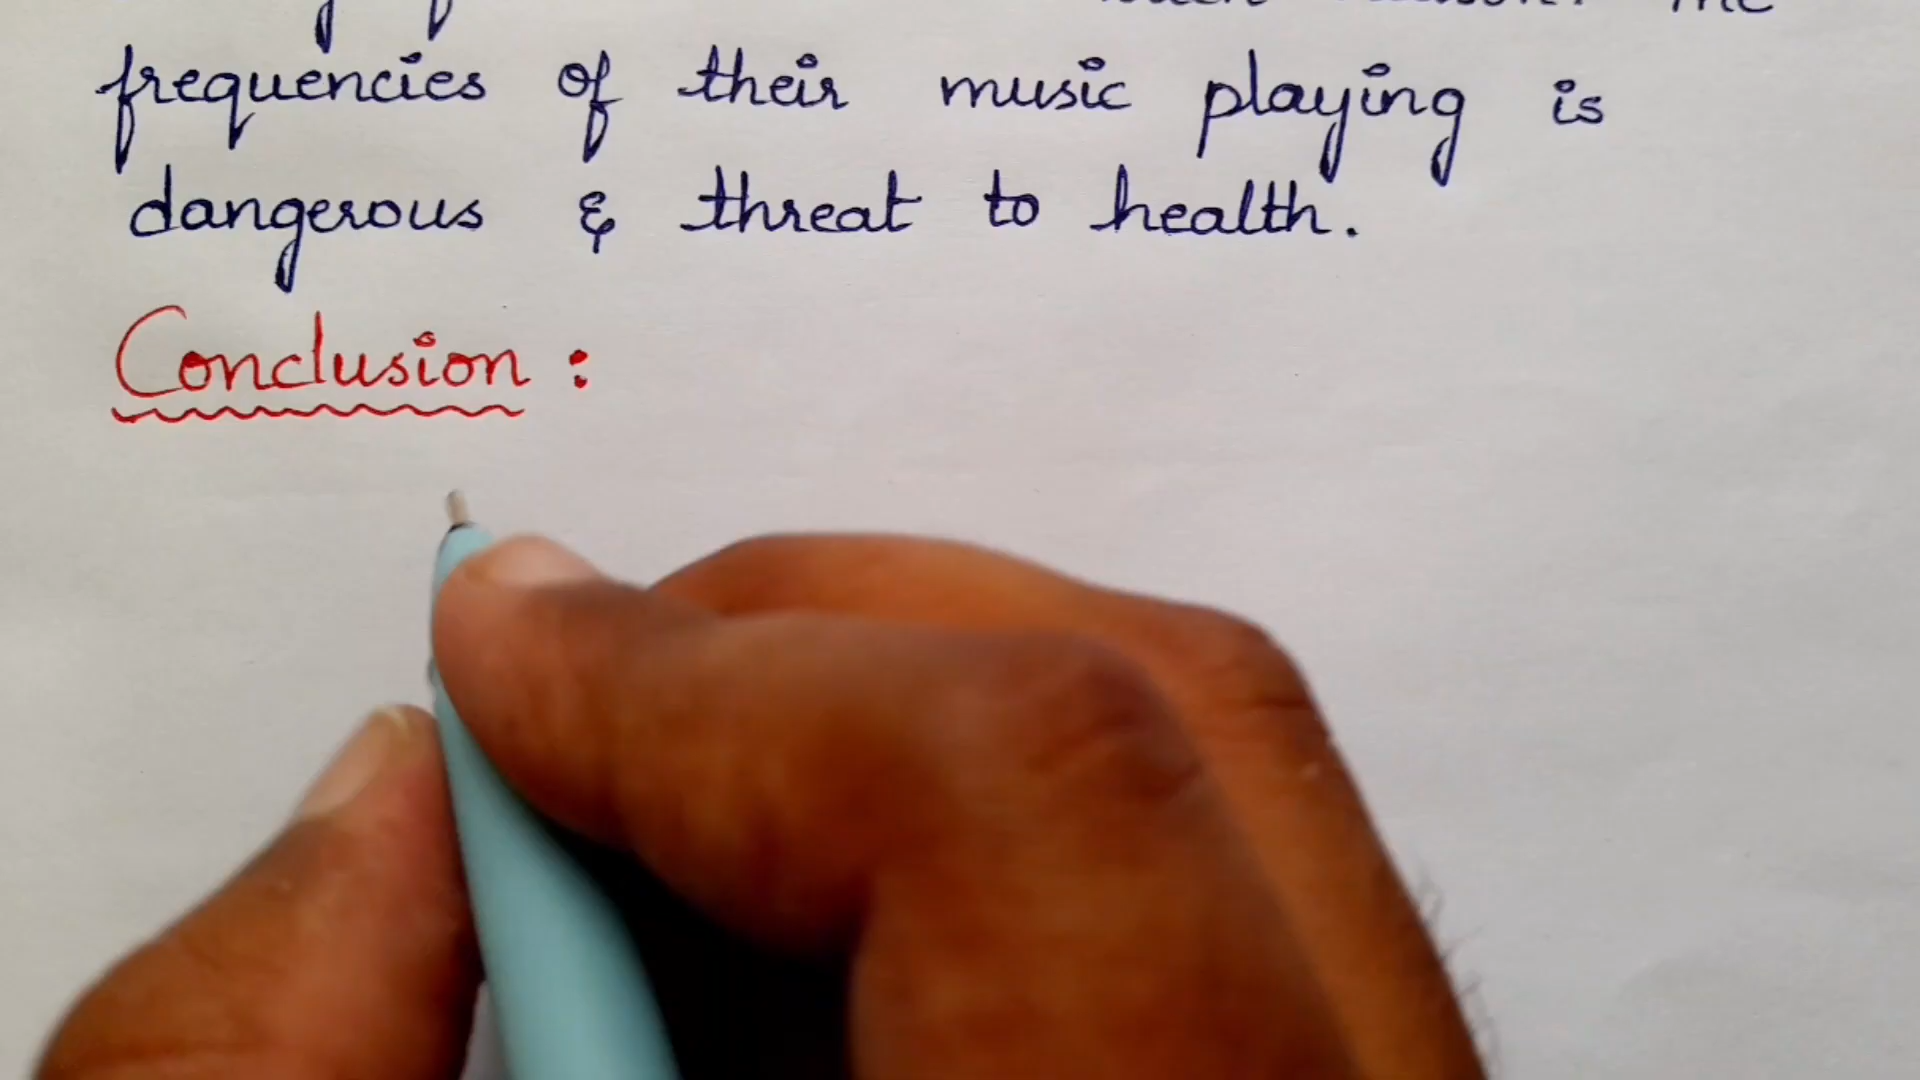 frequencies of their music playing is
dangerous & threat to health.
Conclusion :